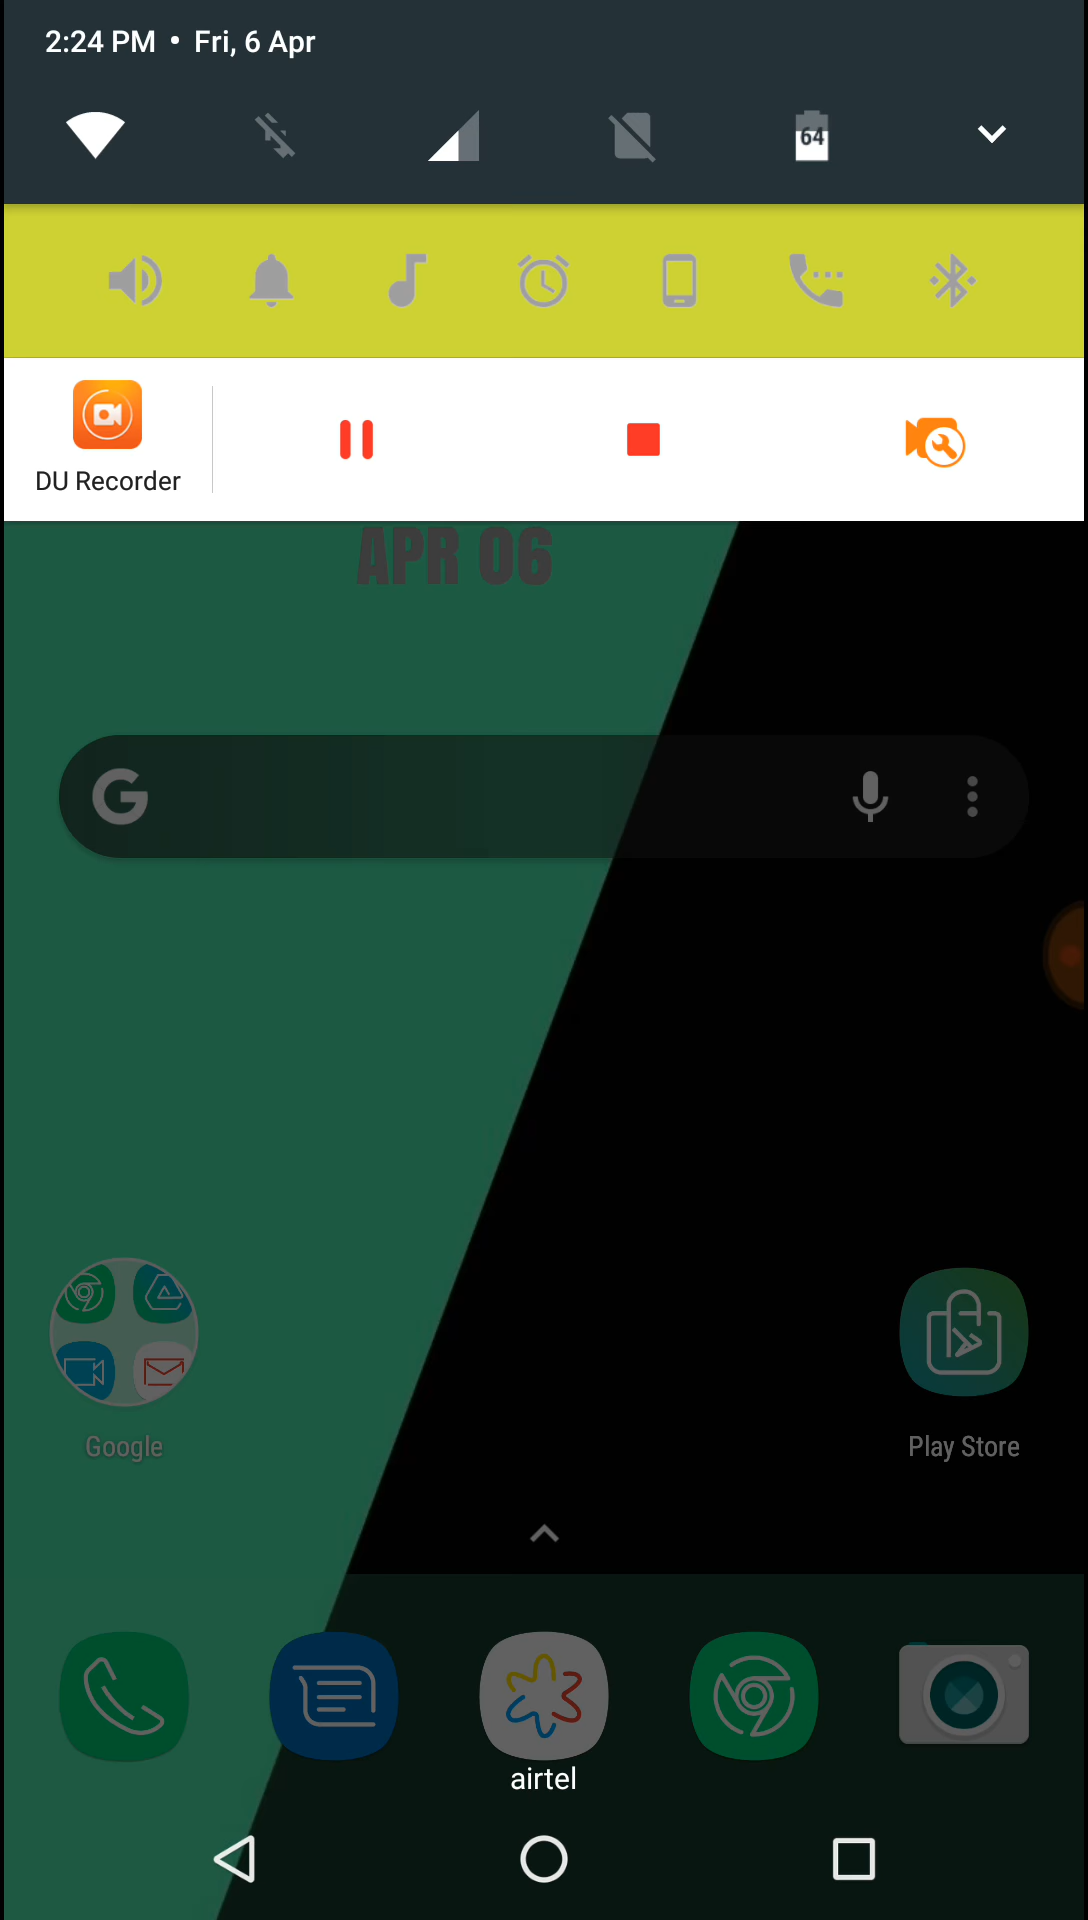 2:24 PM • Fri, 6 Apr
64
DU Recorder
APR 06
G
Google
Play Store
airtel